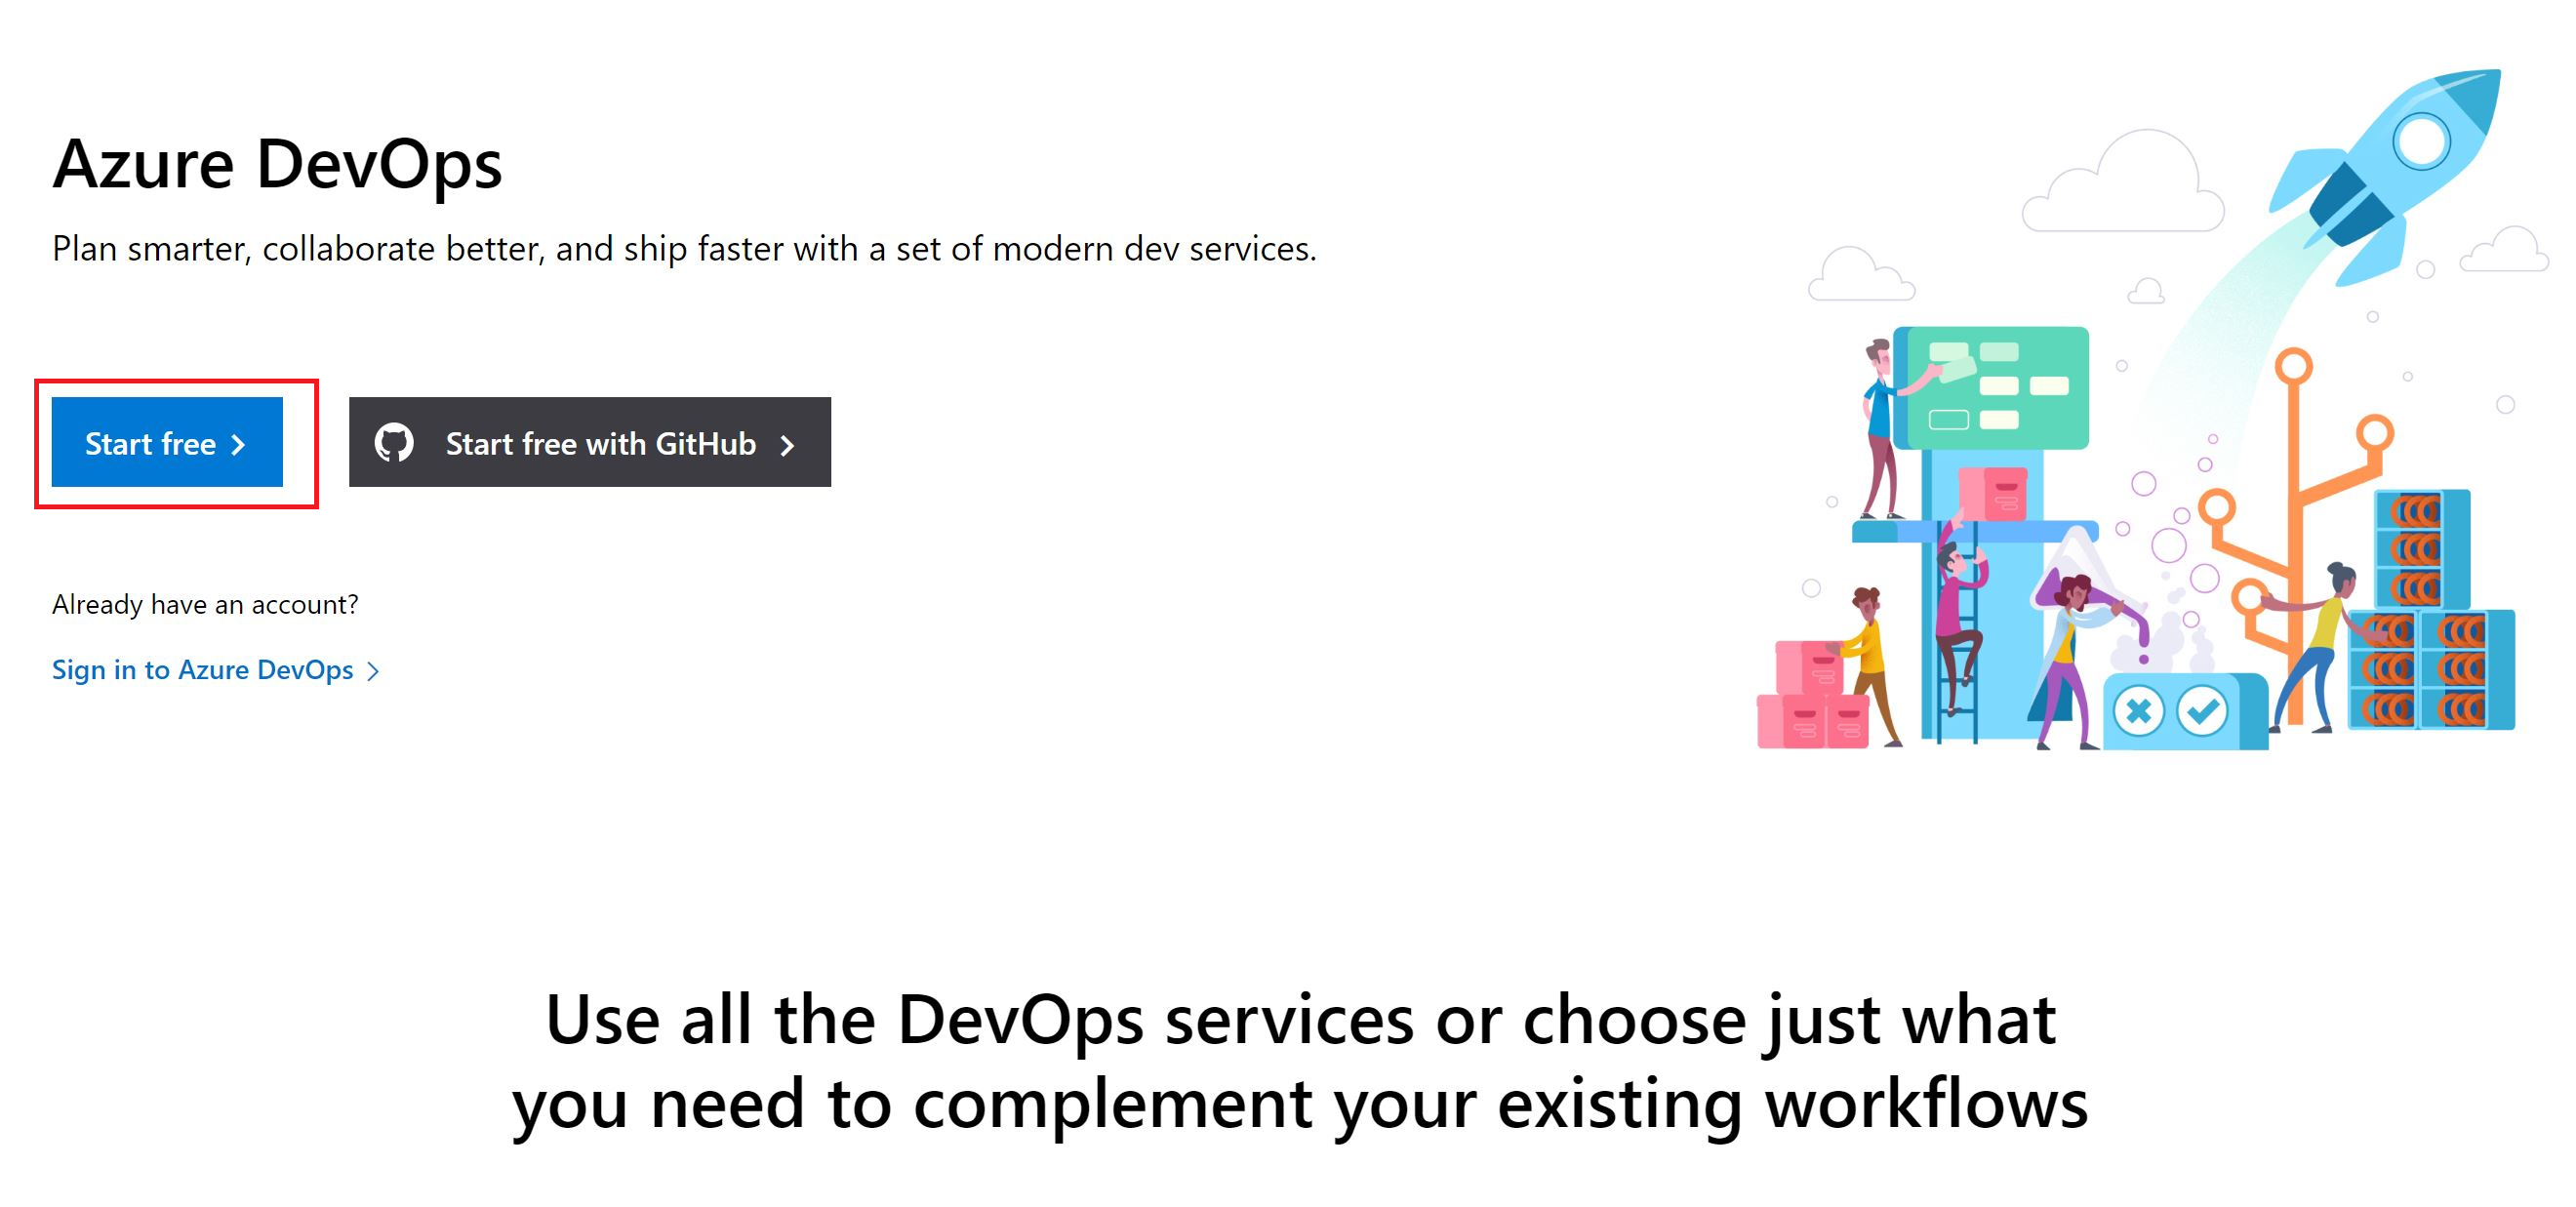 Azure DevOps
Plan smarter, collaborate better, and ship faster with a set of modern dev services.
Start free
Start free with GitHub
Already have an account?
Sign in to Azure DevOps
Use all the DevOps services or choose just what
you need to complement your existing workflows